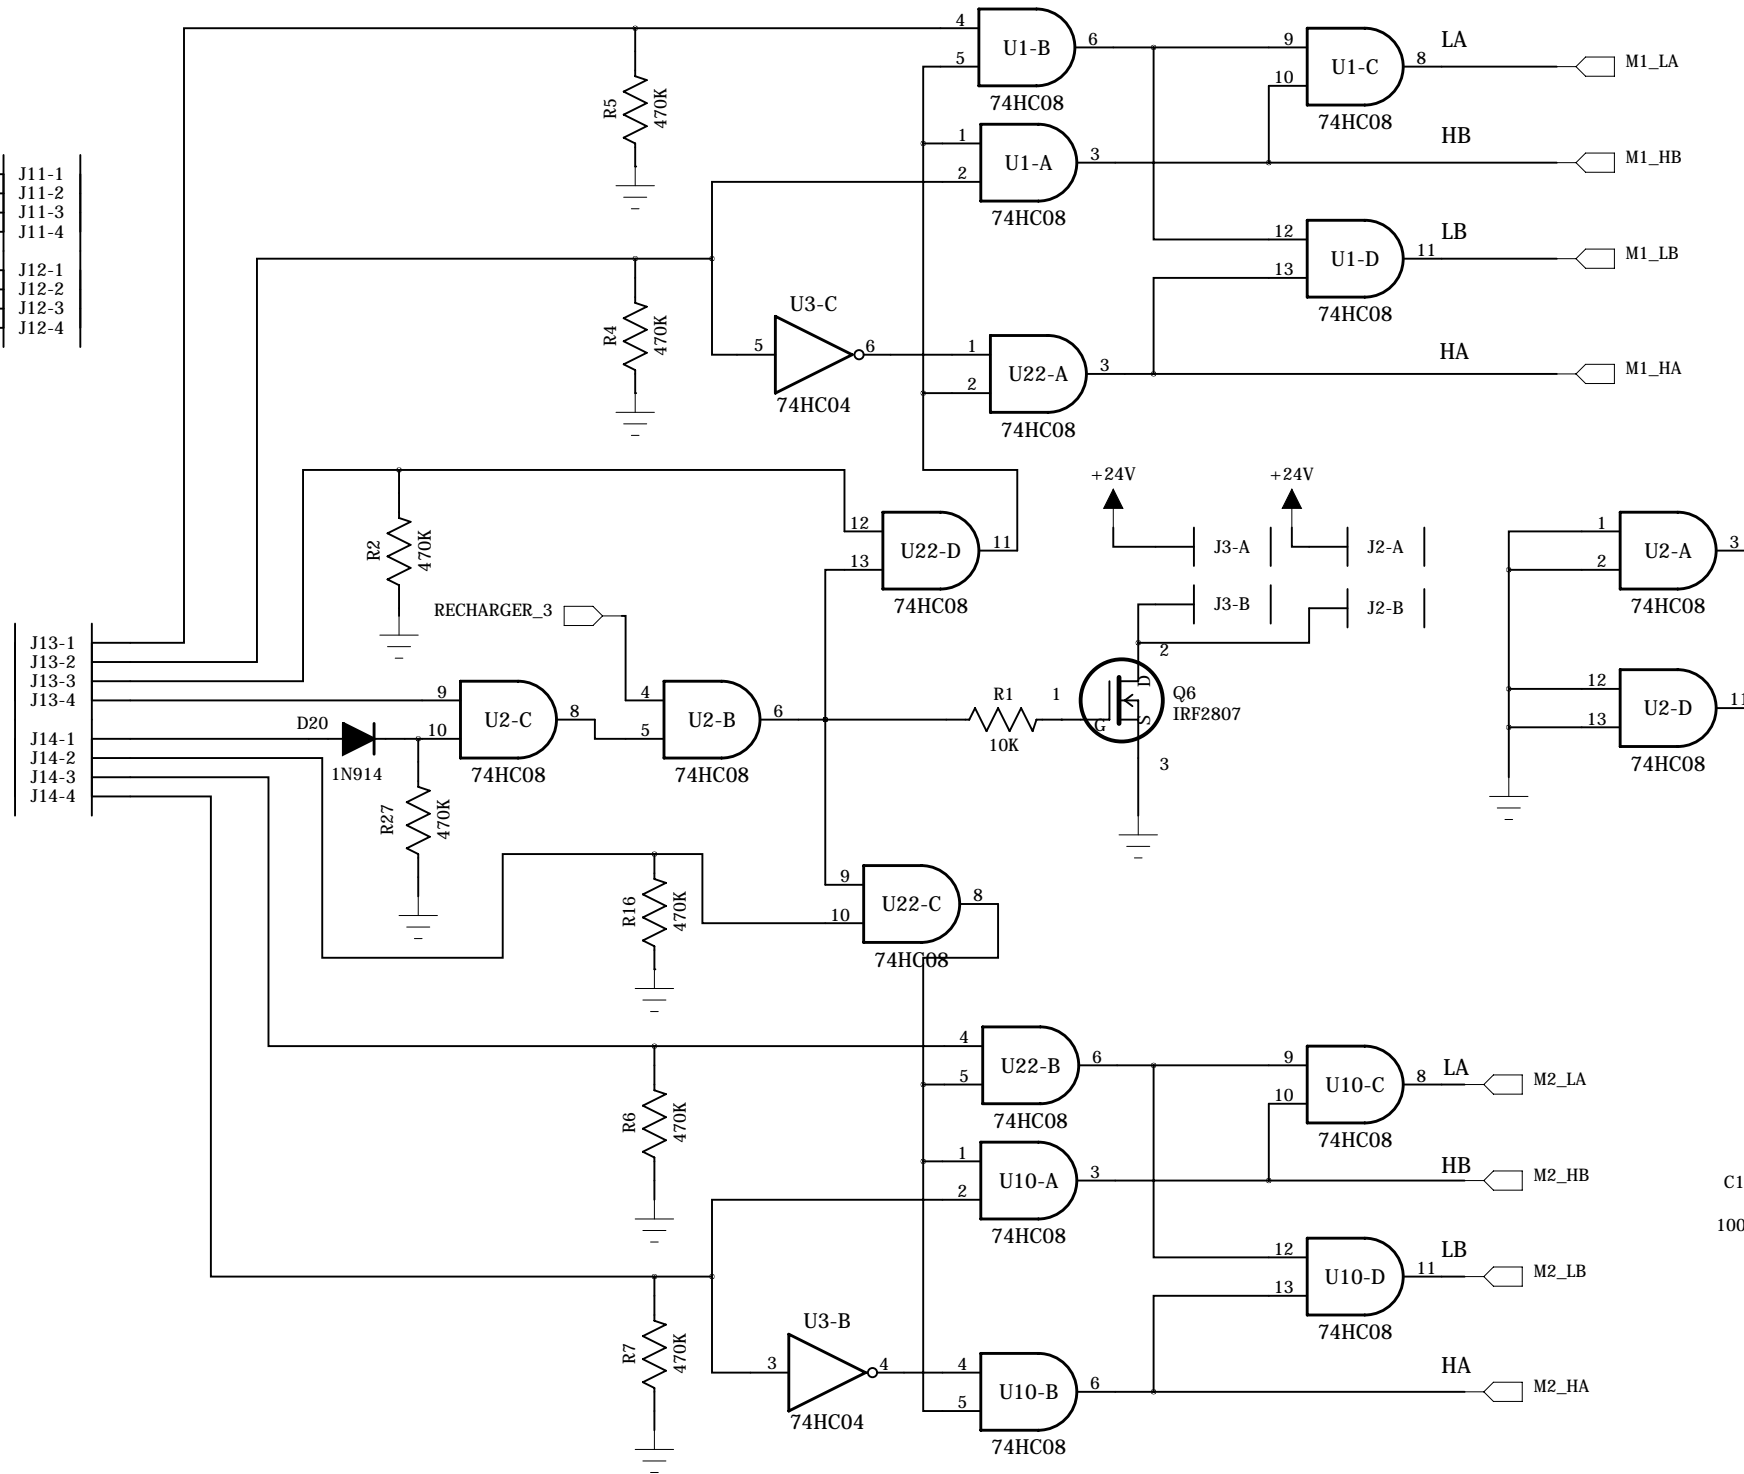 4
U1-B
6
5
74HC08
9
U1-C
8
10
74HC08
LA
M1_LA
R5
470K
1
U1-A
3
2
74HC08
HB
M1_HB
J11-1
J11-2
J11-3
J11-4
J12-1
J12-2
J12-3
J12-4
12
U1-D
11
13
74HC08
LB
M1_LB
R4
470K
U3-C
5
6
74HC04
1
U22-A
3
2
74HC08
HA
M1_HA
R2
470K
12
U22-D
11
13
74HC08
+24V
+24V
J3-A
J2-A
J3-B
J2-B
1
U2-A
3
2
74HC08
RECHARGER_3
J13-1
J13-2
J13-3
J13-4
J14-1
J14-2
J14-3
J14-4
9
U2-C
8
10
74HC08
D20
1N914
R27
470K
4
U2-B
6
5
74HC08
R1
10K
1
2
D
G
S
3
Q6
IRF2807
12
U2-D
11
13
74HC08
R16
470K
9
U22-C
8
10
74HC08
4
U22-B
6
5
74HC08
9
U10-C
8
10
74HC08
LA
M2_LA
R6
470K
1
U10-A
3
2
74HC08
HB
M2_HB
C1
100
12
U10-D
11
13
74HC08
LB
M2_LB
R7
470K
U3-B
3
4
74HC04
4
U10-B
6
5
74HC08
HA
M2_HA